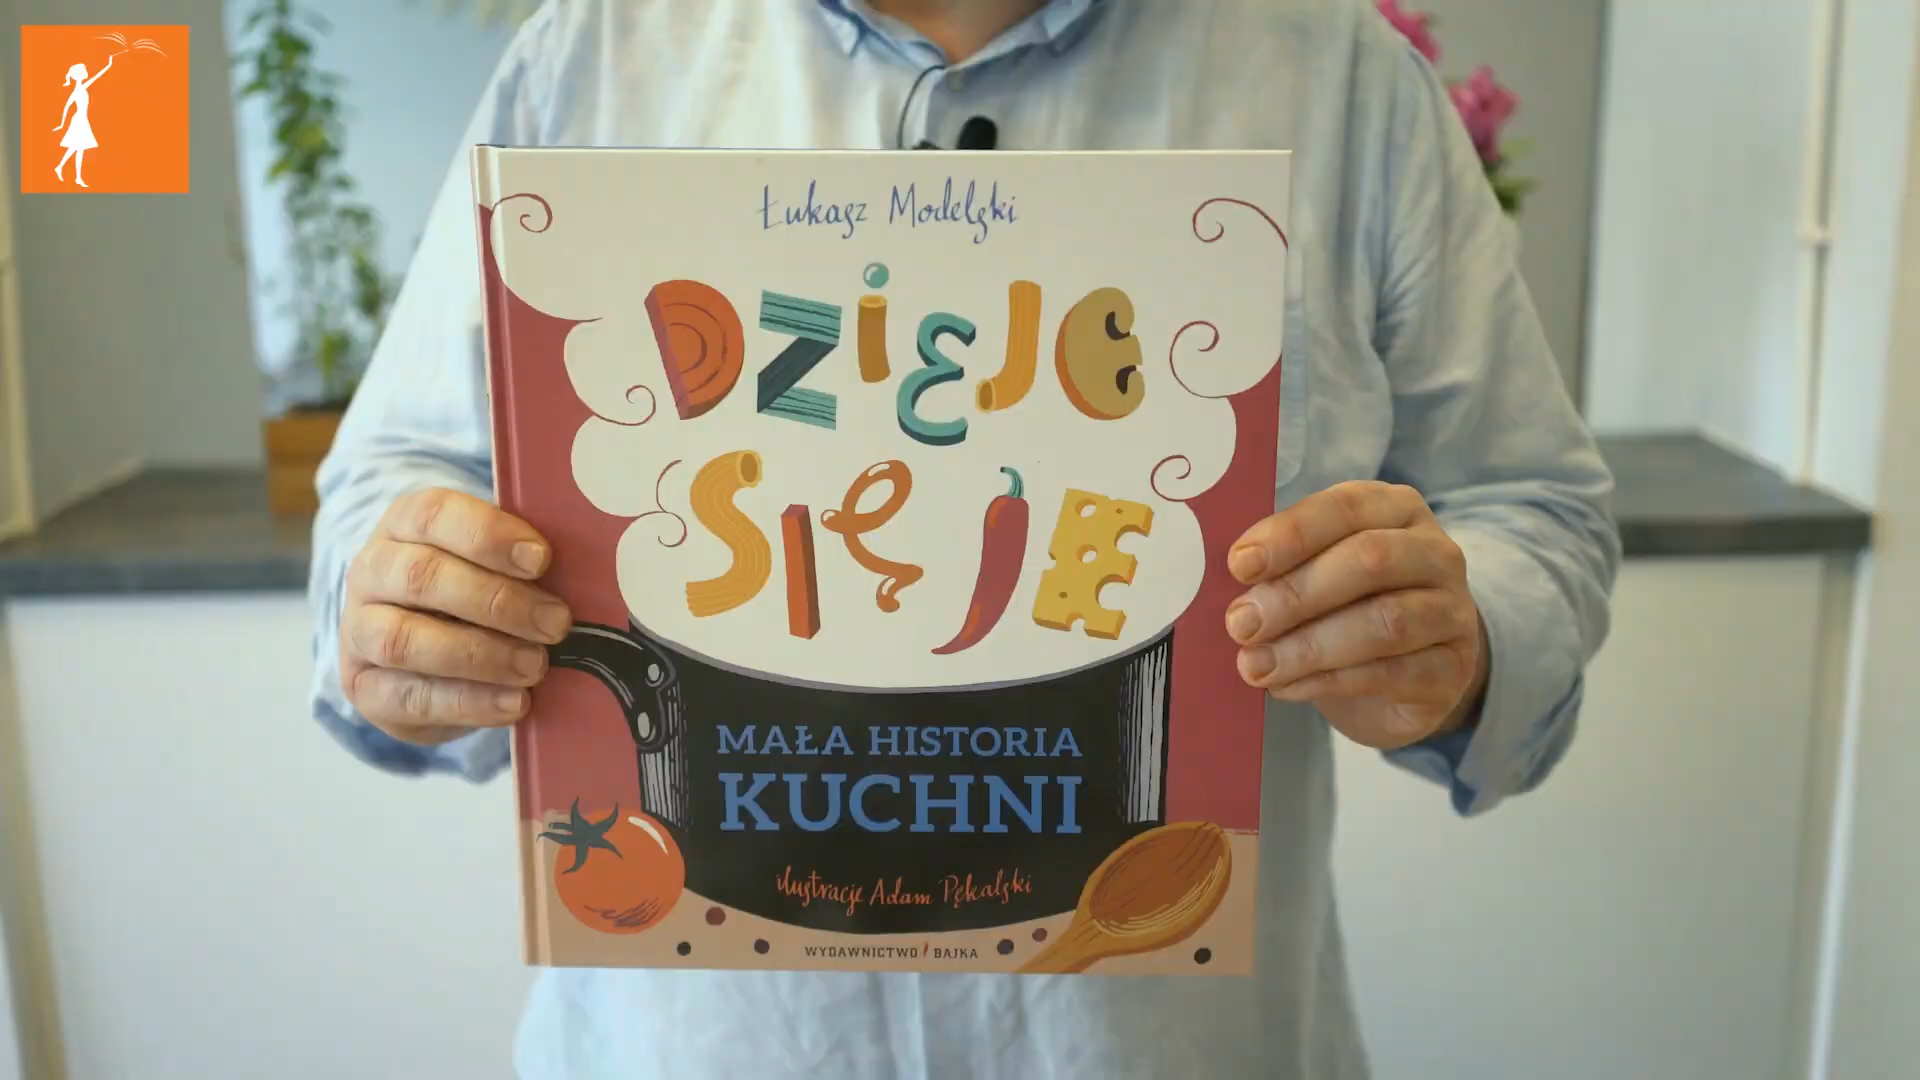 Łukasz Modelski
DZIEJE
SIĘ JE
MAŁA HISTORIA
KUCHNI
ilustracje Adam Pękalski
WYDAWNICTWO BAJKA